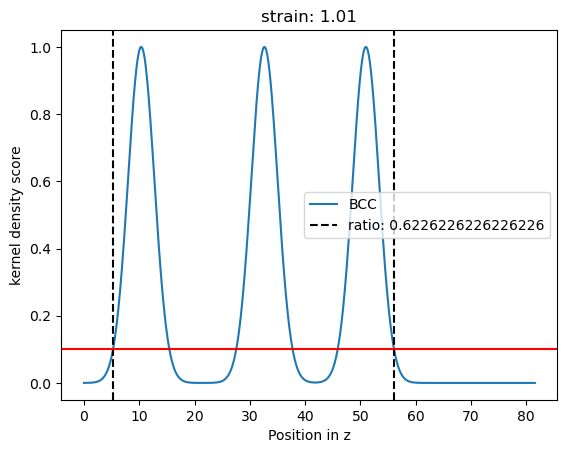 strain: 1.01
kernel density score
1.0
0.8
0.6
0.4
0.2
0.0
BCC
ratio: 0.6226226226226226
0 10 20 30 40 50 60 70 80
Position in z